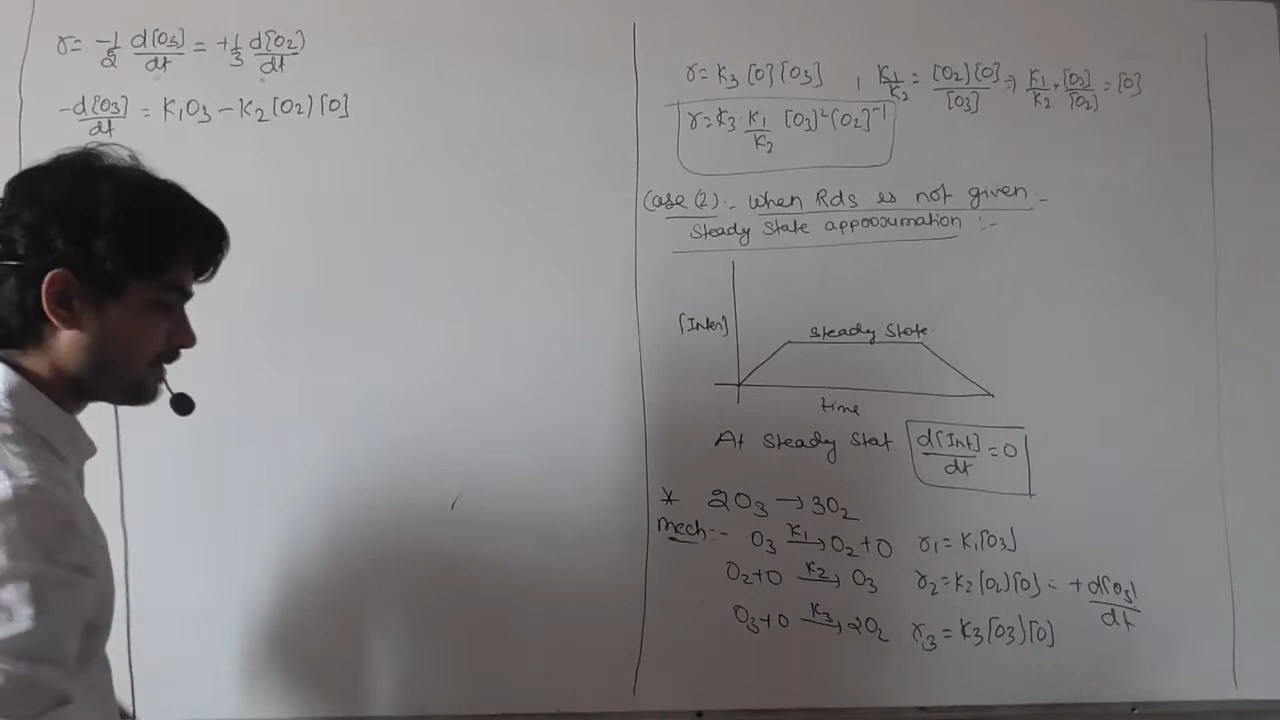 r = -1/2 d[O3]/dt = +1/3 d[O2]/dt
-d[O3]/dt = K1O3 - K2[O2][O]
r = K3[O][O3] , K1/K2 = [O2][O]/[O3] ⇒ K1/K2 · [O3]/[O2] = [O]
r = K3 K1/K2 [O3]²[O2]⁻¹
Case (2) :- when Rds is not given -
Steady State approoxumation :-
[Inter]
Steady State
time
At Steady Stat d[Int]/dt = 0
* 2O3 → 3O2
Mech :- O3 —K1→ O2 + O r1 = K1[O3]
O2 + O —K2→ O3 r2 = K2[O2][O] = + d[O3]/dt
O3 + O —K3→ 2O2 r3 = K3[O3][O]